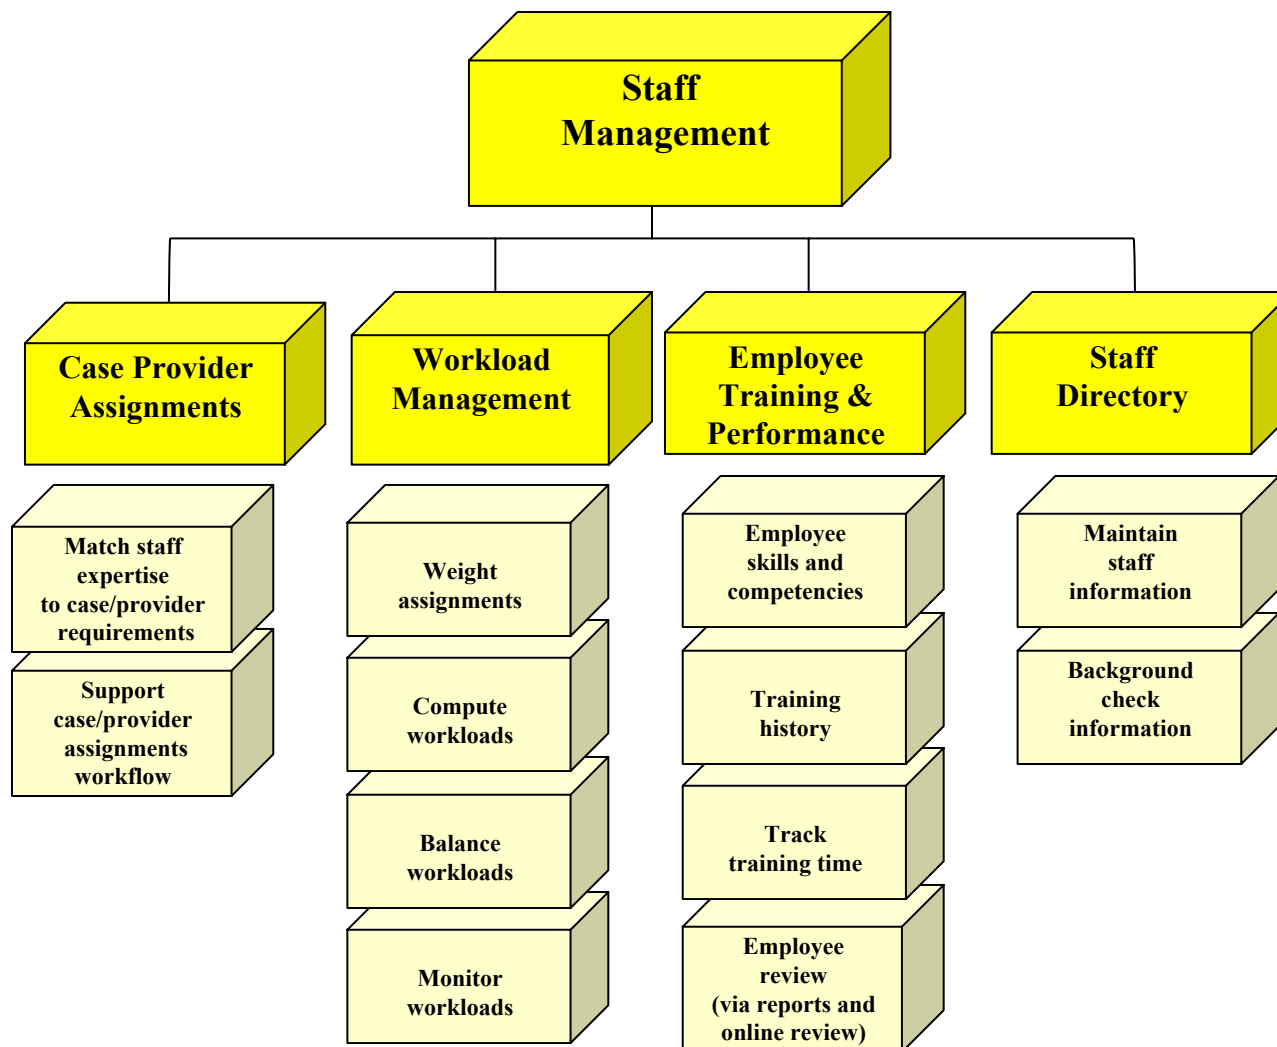 Staff
Management
Case Provider
Assignments
Workload
Management
Employee
Training &
Performance
Staff
Directory
Match staff
expertise
to case/provider
requirements
Support
case/provider
assignments
workflow
Weight
assignments
Compute
workloads
Balance
workloads
Monitor
workloads
Employee
skills and
competencies
Training
history
Track
training time
Employee
review
(via reports and
online review)
Maintain
staff
information
Background
check
information